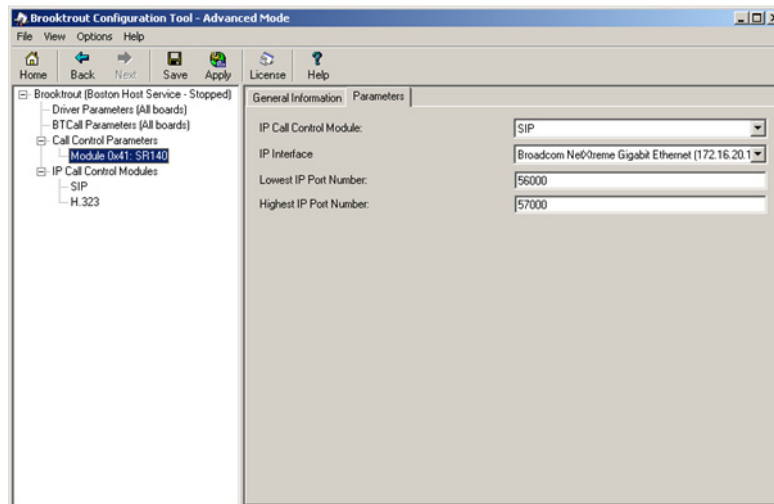 Brooktrout Configuration Tool - Advanced Mode
File View Options Help
Home Back Next Save Apply License Help
Brooktrout (Boston Host Service - Stopped)
Driver Parameters (All boards)
BTCall Parameters (All boards)
Call Control Parameters
Module 0x41: SR140
IP Call Control Modules
SIP
H.323
General Information Parameters
IP Call Control Module: SIP
IP Interface Broadcom NetXtreme Gigabit Ethernet (172.16.20.1
Lowest IP Port Number: 56000
Highest IP Port Number: 57000